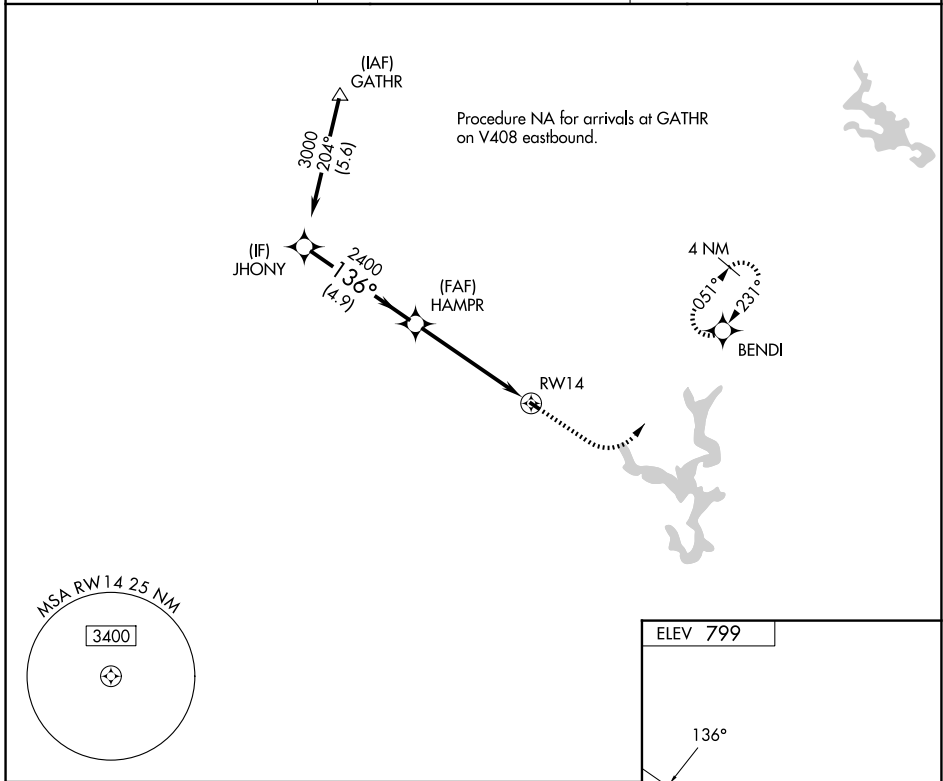 (IAF)
GATHR
Procedure NA for arrivals at GATHR
on V408 eastbound.
3000
204°
(5.6)
(IF)
JHONY
2400
136°
(4.9)
(FAF)
HAMPR
4 NM
051°
231°
BENDI
RW14
MSA RW14 25 NM
3400
ELEV 799
136°